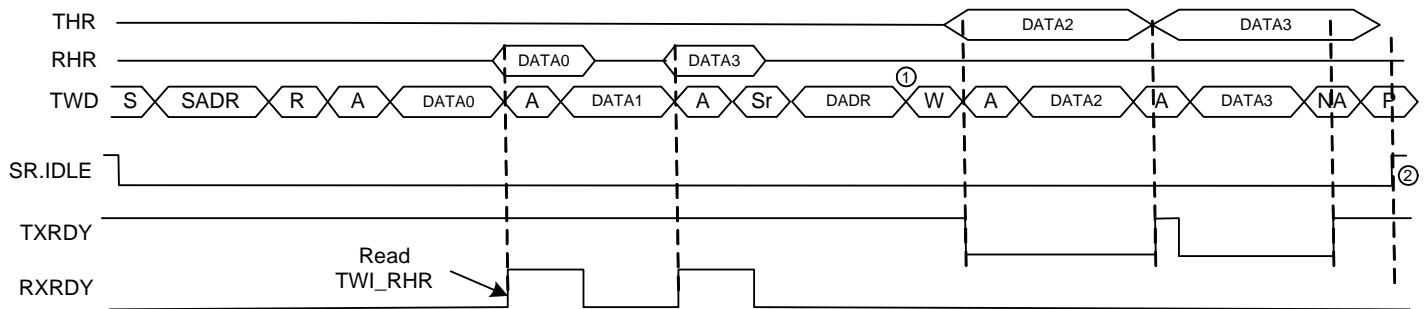 THR DATA2 DATA3
RHR DATA0 DATA3
TWD S SADR R A DATA0 A DATA1 A Sr DADR ① W A DATA2 A DATA3 NA P
SR.IDLE ②
TXRDY
Read
TWI_RHR
RXRDY